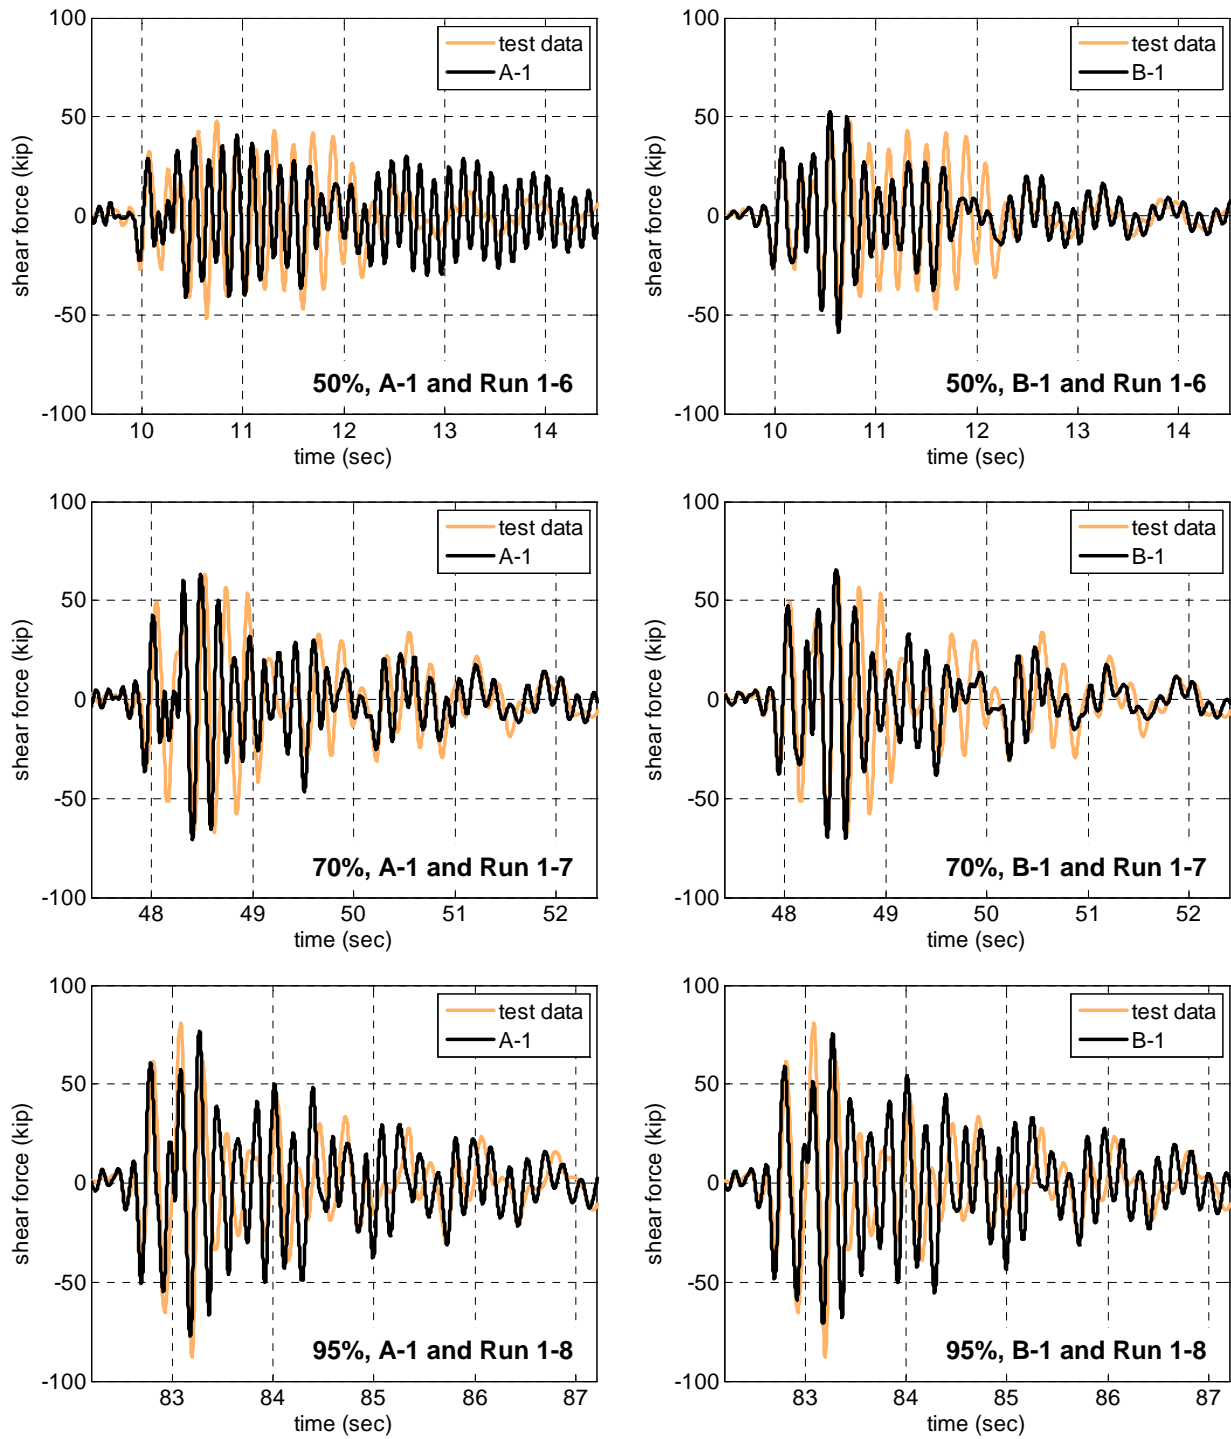 100
50
0
-50
-100
shear force (kip)
test data
A-1
50%, A-1 and Run 1-6
10 11 12 13 14
time (sec)
100
50
0
-50
-100
shear force (kip)
test data
B-1
50%, B-1 and Run 1-6
10 11 12 13 14
time (sec)
100
50
0
-50
-100
shear force (kip)
test data
A-1
70%, A-1 and Run 1-7
48 49 50 51 52
time (sec)
100
50
0
-50
-100
shear force (kip)
test data
B-1
70%, B-1 and Run 1-7
48 49 50 51 52
time (sec)
100
50
0
-50
-100
shear force (kip)
test data
A-1
95%, A-1 and Run 1-8
83 84 85 86 87
time (sec)
100
50
0
-50
-100
shear force (kip)
test data
B-1
95%, B-1 and Run 1-8
83 84 85 86 87
time (sec)